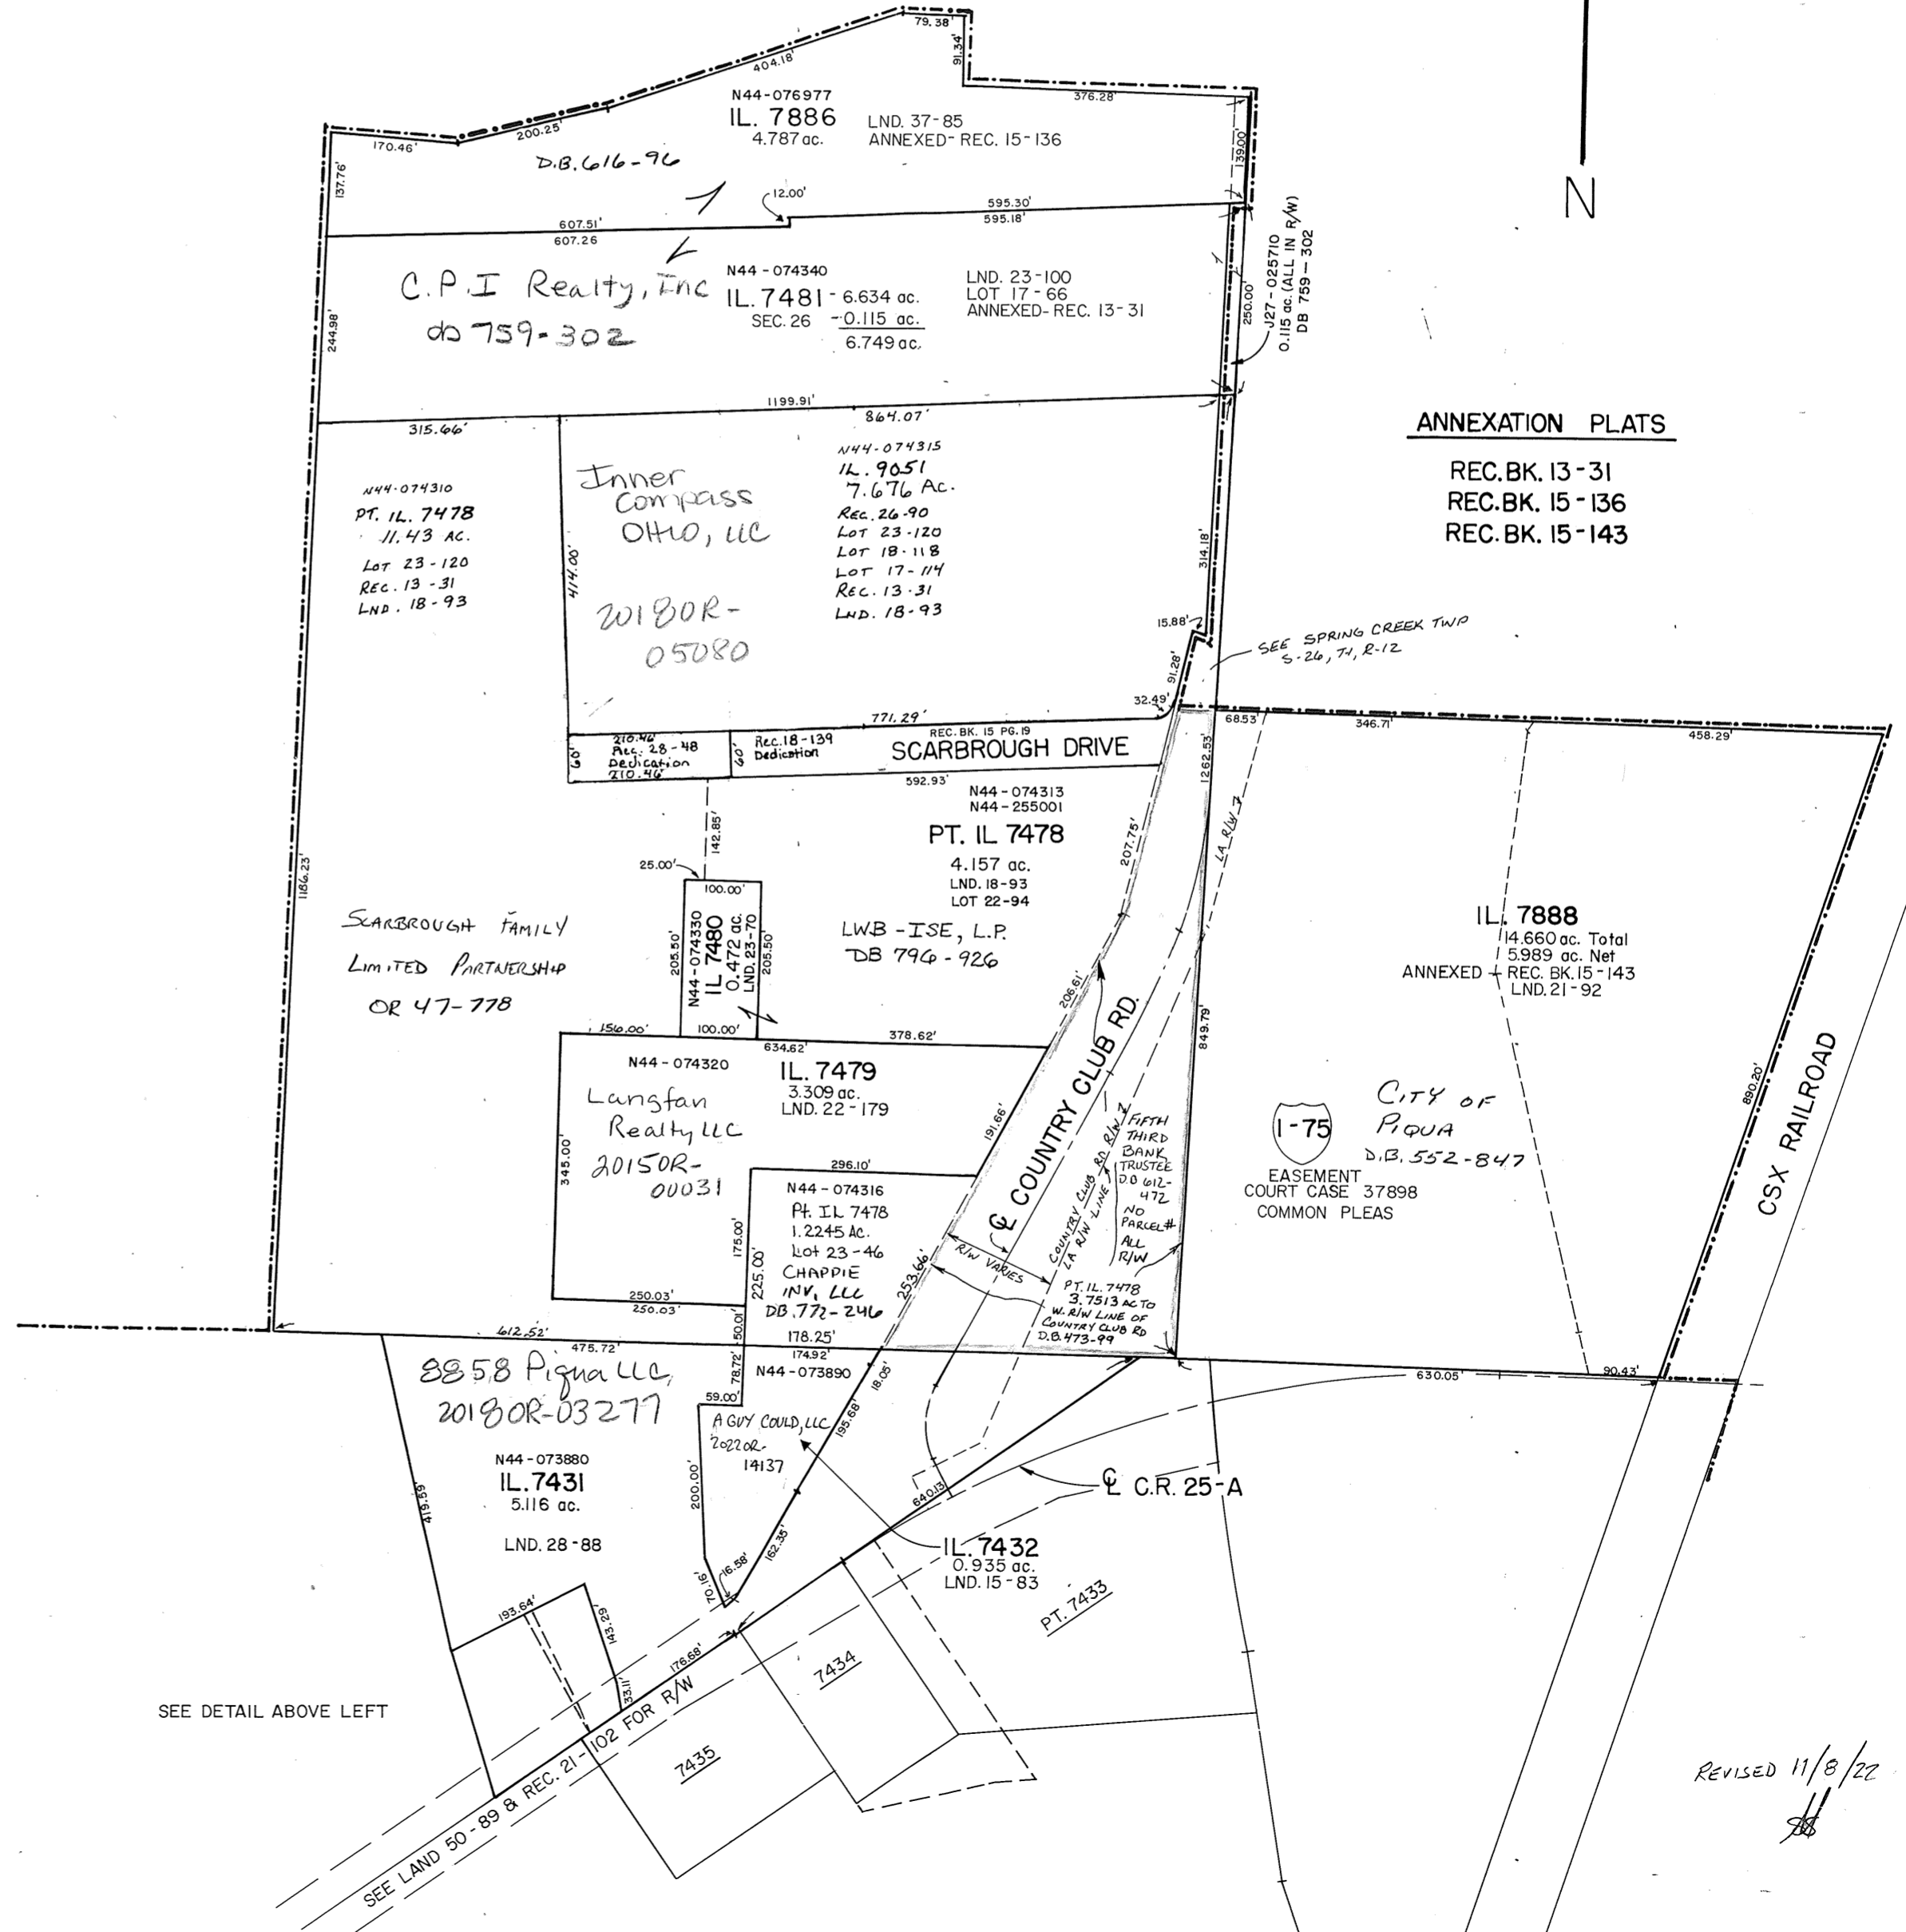 79.38'
91.34'
404.18'
376.28'
200.25'
170.46'
137.76'
139.00'
N44-076977
IL. 7886
4.787 ac.
LND. 37-85
ANNEXED-REC. 15-136
D.B. 616-96
12.00'
607.51'
607.26
595.30'
595.18'
N
J27-025710
0.115 ac. (ALL IN R/W)
DB 759-302
250.00'
244.98'
C.P.I Realty, Inc
db 759-302
N44-074340
IL. 7481 - 6.634 ac.
SEC. 26 -0.115 ac.
6.749 ac.
LND. 23-100
LOT 17-66
ANNEXED-REC. 13-31
1199.91'
864.07'
315.66'
ANNEXATION PLATS
REC. BK. 13-31
REC. BK. 15-136
REC. BK. 15-143
N44-074310
PT. IL. 7478
11.43 AC.
LOT 23-120
REC. 13-31
LND. 18-93
414.00'
Inner
Compass
OHIO, LLC
2018OR-
05080
N44-074315
IL. 9051
7.676 Ac.
REC. 26-90
LOT 23-120
LOT 18-118
LOT 17-114
REC. 13-31
LND. 18-93
314.18'
15.88'
91.28'
32.49'
SEE SPRING CREEK TWP
S-26, T-1, R-12
771.29'
REC. BK. 15 PG. 19
SCARBROUGH DRIVE
60'
210.46'
Rec. 28-48
Dedication
210.46'
60'
Rec. 18-139
Dedication
592.93'
68.53'
346.71'
458.29'
1262.53'
LA R/W
N44-074313
N44-255001
PT. IL 7478
4.157 ac.
LND. 18-93
LOT 22-94
LWB-ISE, L.P.
DB 796-926
207.75'
206.61'
142.85'
25.00'
100.00'
205.50'
N44-074330
IL 7480
0.472 ac.
LND. 23-70
205.50'
100.00'
1186.23'
SCARBROUGH FAMILY
LIMITED PARTNERSHIP
OR 47-778
156.00'
378.62'
634.62'
N44-074320
IL. 7479
3.309 ac.
LND. 22-179
Langfan
Realty LLC
2015OR-
00031
345.00'
191.66'
296.10'
175.00'
225.00'
N44-074316
Pt. IL 7478
1.2245 AC.
Lot 23-46
CHAPPIE
INV, LLC
DB. 772-246
253.66'
250.03'
250.03'
50.01'
178.25'
℄ COUNTRY CLUB RD.
R/W VARIES
COUNTRY CLUB RD R/W
LA R/W LINE
FIFTH
THIRD
BANK,
TRUSTEE
D.B 612-
472
NO
PARCEL#
ALL
R/W
PT. IL. 7478
3.7513 AC TO
W. R/W LINE OF
COUNTRY CLUB RD
D.B. 473-99
849.79'
IL. 7888
14.660 ac. Total
5.989 ac. Net
ANNEXED - REC. BK. 15-143
LND. 21-92
I-75
EASEMENT
COURT CASE 37898
COMMON PLEAS
CITY OF
PIQUA
D.B. 552-847
890.20'
CSX RAILROAD
612.52'
475.72'
174.92'
78.72'
59.00'
N44-073890
18.05'
630.05'
90.43'
8858 Piqua LLC,
2018OR-03277
N44-073880
IL. 7431
5.116 ac.
LND. 28-88
419.59'
A GUY COULD, LLC
2022OR-
14137
195.68'
200.00'
162.35'
70.16'
16.58'
640.13'
℄ C.R. 25-A
IL. 7432
0.935 ac.
LND. 15-83
PT. 7433
7434
7435
193.64'
143.29'
33.11'
176.68'
SEE DETAIL ABOVE LEFT
SEE LAND 50-89 & REC. 21-102 FOR R/W
REVISED 11/8/22